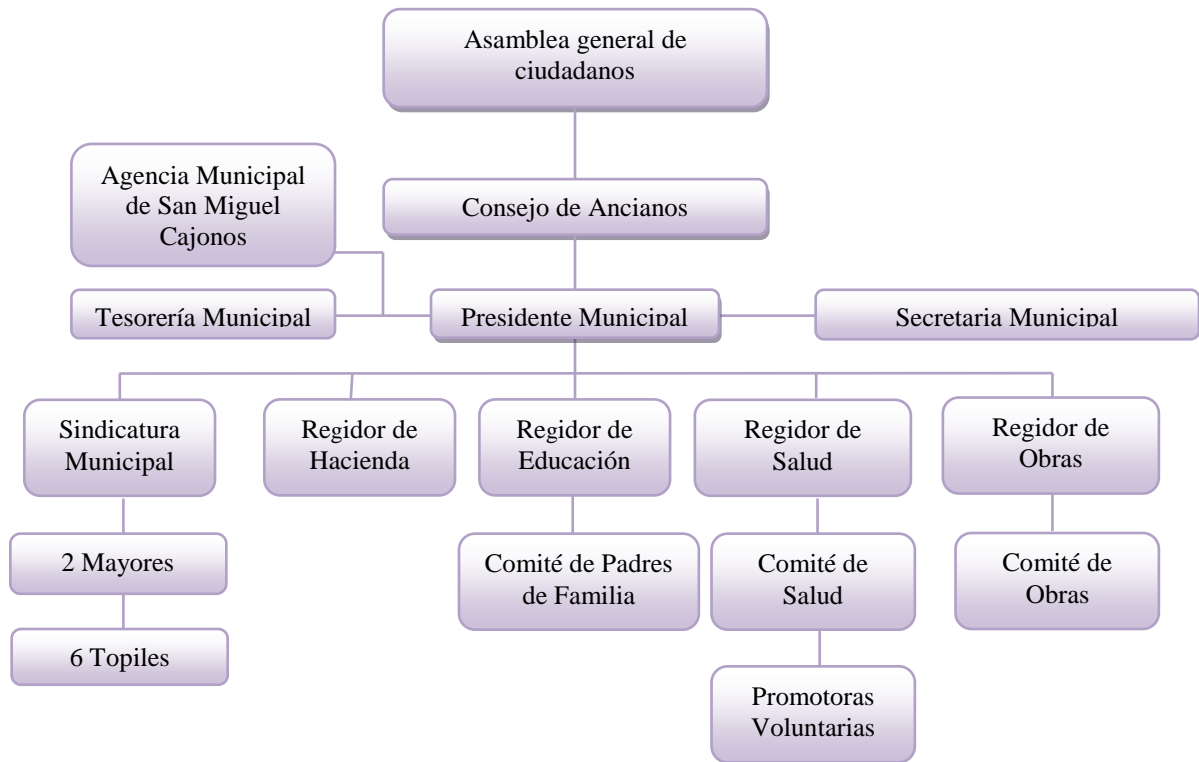 Asamblea general de
ciudadanos
Agencia Municipal
de San Miguel
Cajonos
Consejo de Ancianos
Tesorería Municipal
Presidente Municipal
Secretaria Municipal
Sindicatura
Municipal
Regidor de
Hacienda
Regidor de
Educación
Regidor de
Salud
Regidor de
Obras
2 Mayores
Comité de Padres
de Familia
Comité de
Salud
Comité de
Obras
6 Topiles
Promotoras
Voluntarias